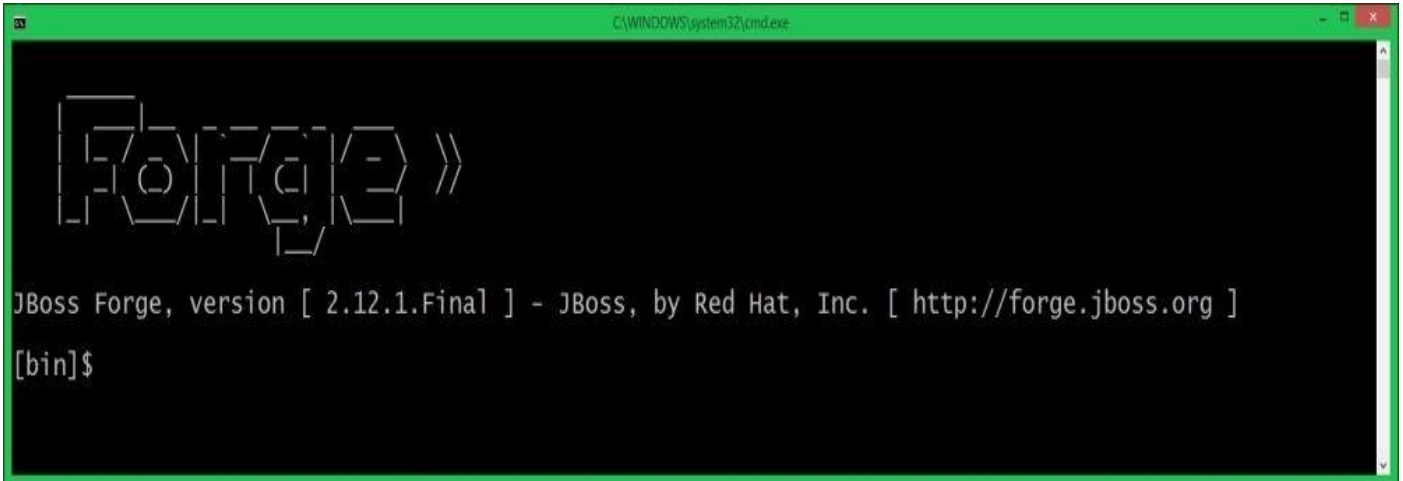 C:\WINDOWS\system32\cmd.exe
Forge »
JBoss Forge, version [ 2.12.1.Final ] - JBoss, by Red Hat, Inc. [ http://forge.jboss.org ]
[bin]$